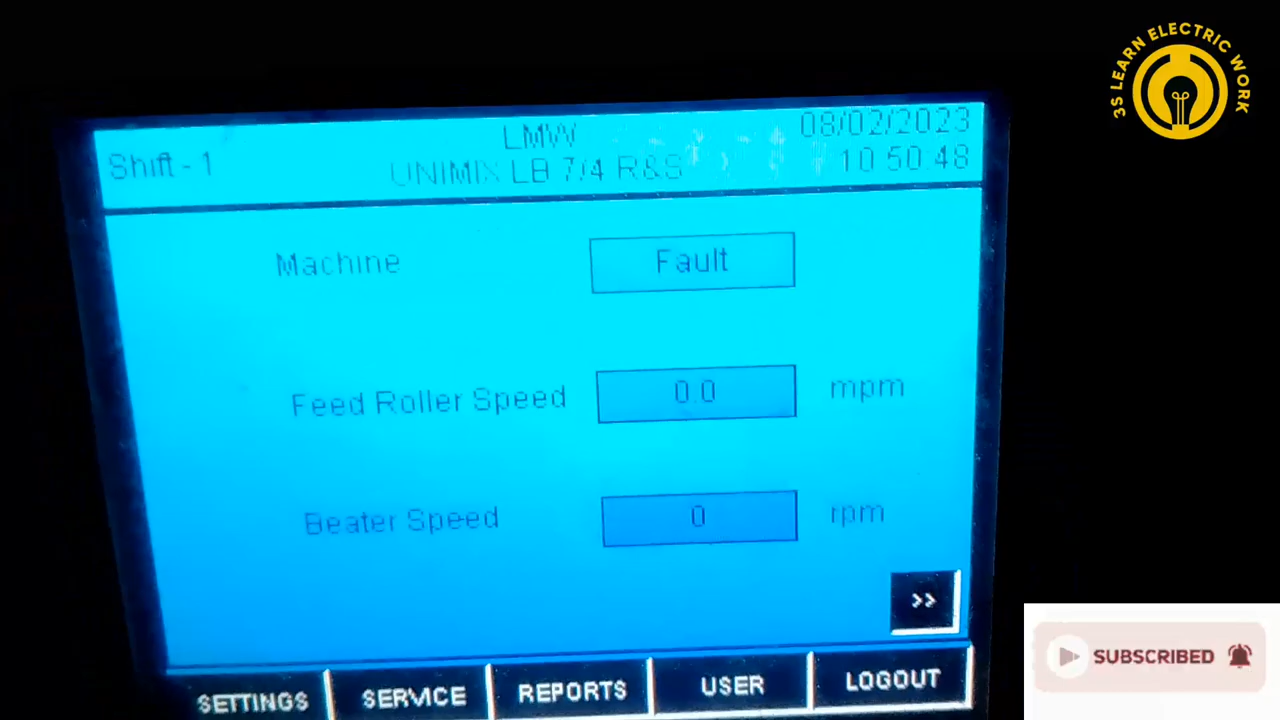 3S LEARN ELECTRIC WORK
Shift - 1
LMW
08/02/2023
UNIMIX LB 7/4 R&S
10 50 48
Machine
Fault
Feed Roller Speed
0.0
mpm
Beater Speed
0
rpm
>>
SETTINGS
SERVICE
REPORTS
USER
LOGOUT
SUBSCRIBED